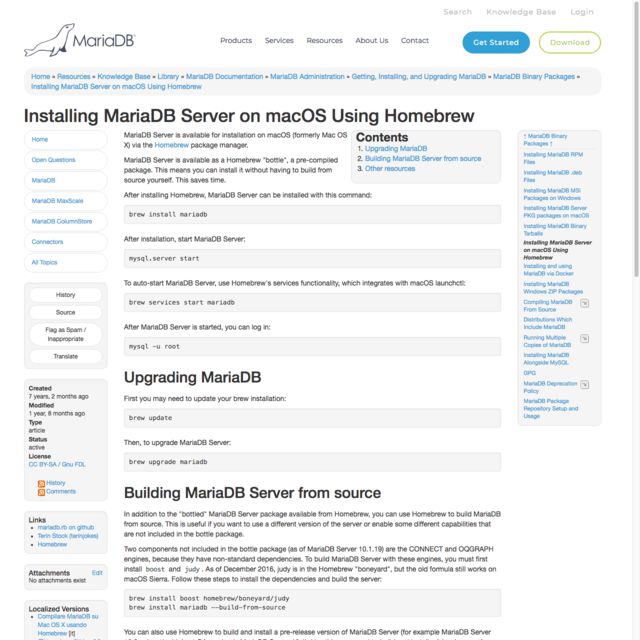 Search Knowledge Base Login
MariaDB
Products Services Resources About Us Contact
Get Started Download
Home » Resources » Knowledge Base » Library » MariaDB Documentation » MariaDB Administration » Getting, Installing, and Upgrading MariaDB » MariaDB Binary Packages »
Installing MariaDB Server on macOS Using Homebrew
Installing MariaDB Server on macOS Using Homebrew
Home
Open Questions
MariaDB
MariaDB MaxScale
MariaDB ColumnStore
Connectors
All Topics
History
Source
Flag as Spam /
Inappropriate
Translate
Created
7 years, 2 months ago
Modified
1 year, 8 months ago
Type
article
Status
active
License
CC BY-SA / Gnu FDL
History
Comments
Links
• mariadb.rb on github
• Terin Stock (terinjokes)
• Homebrew
Attachments Edit
No attachments exist
Localized Versions
• Compilare MariaDB su
Mac OS X usando
Homebrew [it]
MariaDB Server is available for installation on macOS (formerly Mac OS
X) via the Homebrew package manager.
MariaDB Server is available as a Homebrew "bottle", a pre-compiled
package. This means you can install it without having to build from
source yourself. This saves time.
After installing Homebrew, MariaDB Server can be installed with this command:
brew install mariadb
After installation, start MariaDB Server:
mysql.server start
To auto-start MariaDB Server, use Homebrew's services functionality, which integrates with macOS launchctl:
brew services start mariadb
After MariaDB Server is started, you can log in:
mysql -u root
Contents
1. Upgrading MariaDB
2. Building MariaDB Server from source
3. Other resources
Upgrading MariaDB
First you may need to update your brew installation:
brew update
Then, to upgrade MariaDB Server:
brew upgrade mariadb
Building MariaDB Server from source
In addition to the "bottled" MariaDB Server package available from Homebrew, you can use Homebrew to build MariaDB
from source. This is useful if you want to use a different version of the server or enable some different capabilities that
are not included in the bottle package.
Two components not included in the bottle package (as of MariaDB Server 10.1.19) are the CONNECT and OQGRAPH
engines, because they have non-standard dependencies. To build MariaDB Server with these engines, you must first
install boost and judy. As of December 2016, judy is in the Homebrew "boneyard", but the old formula still works on
macOS Sierra. Follow these steps to install the dependencies and build the server:
brew install boost homebrew/boneyard/judy
brew install mariadb --build-from-source
You can also use Homebrew to build and install a pre-release version of MariaDB Server (for example MariaDB Server
↑ MariaDB Binary
Packages ↑
Installing MariaDB RPM
Files
Installing MariaDB .deb
Files
Installing MariaDB MSI
Packages on Windows
Installing MariaDB Server
PKG packages on macOS
Installing MariaDB Binary
Tarballs
Installing MariaDB Server
on macOS Using
Homebrew
Installing and using
MariaDB via Docker
Installing MariaDB
Windows ZIP Packages
Compiling MariaDB
From Source
Distributions Which
Include MariaDB
Running Multiple
Copies of MariaDB
Installing MariaDB
Alongside MySQL
GPG
MariaDB Deprecation
Policy
MariaDB Package
Repository Setup and
Usage